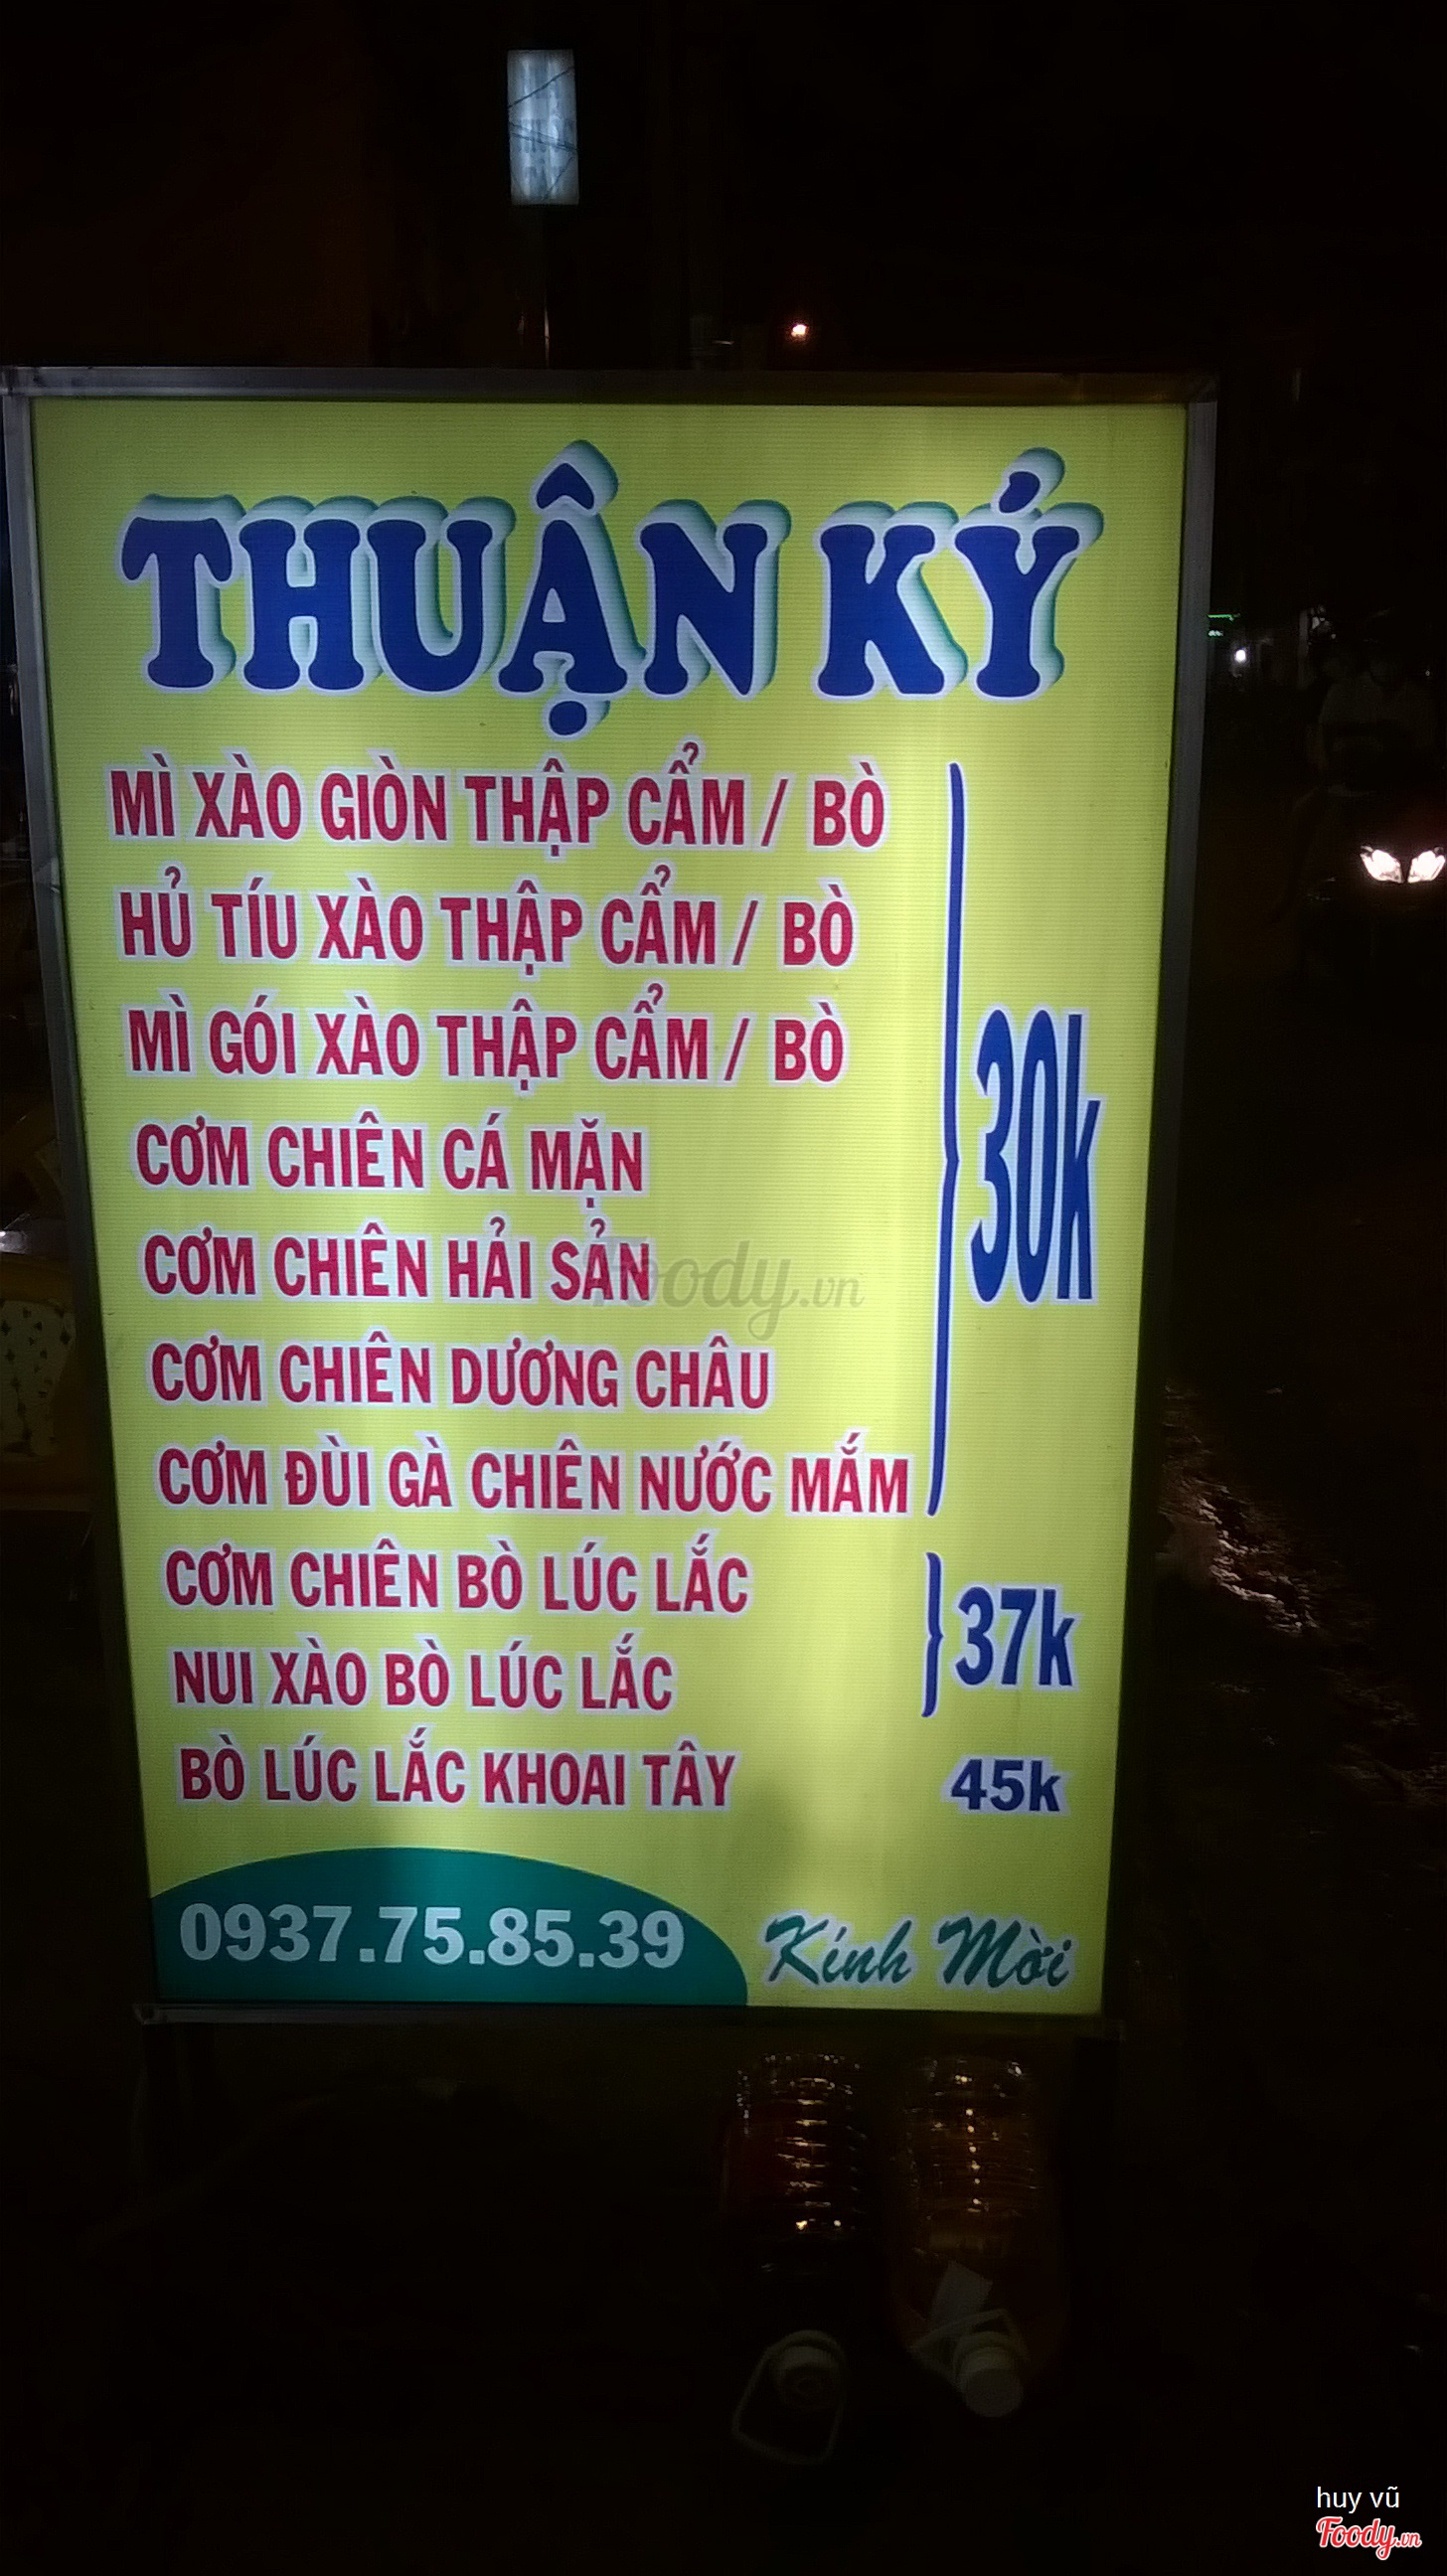 THUẬN KÝ
MÌ XÀO GIÒN THẬP CẨM / BÒ
HỦ TÍU XÀO THẬP CẨM / BÒ
MÌ GÓI XÀO THẬP CẨM / BÒ
CƠM CHIÊN CÁ MẶN
CƠM CHIÊN HẢI SẢN
CƠM CHIÊN DƯƠNG CHÂU
CƠM ĐÙI GÀ CHIÊN NƯỚC MẮM
30k
CƠM CHIÊN BÒ LÚC LẮC
NUI XÀO BÒ LÚC LẮC
37k
BÒ LÚC LẮC KHOAI TÂY 45k
0937.75.85.39 Kính Mời
Foody.vn
huy vũ
Foody.vn